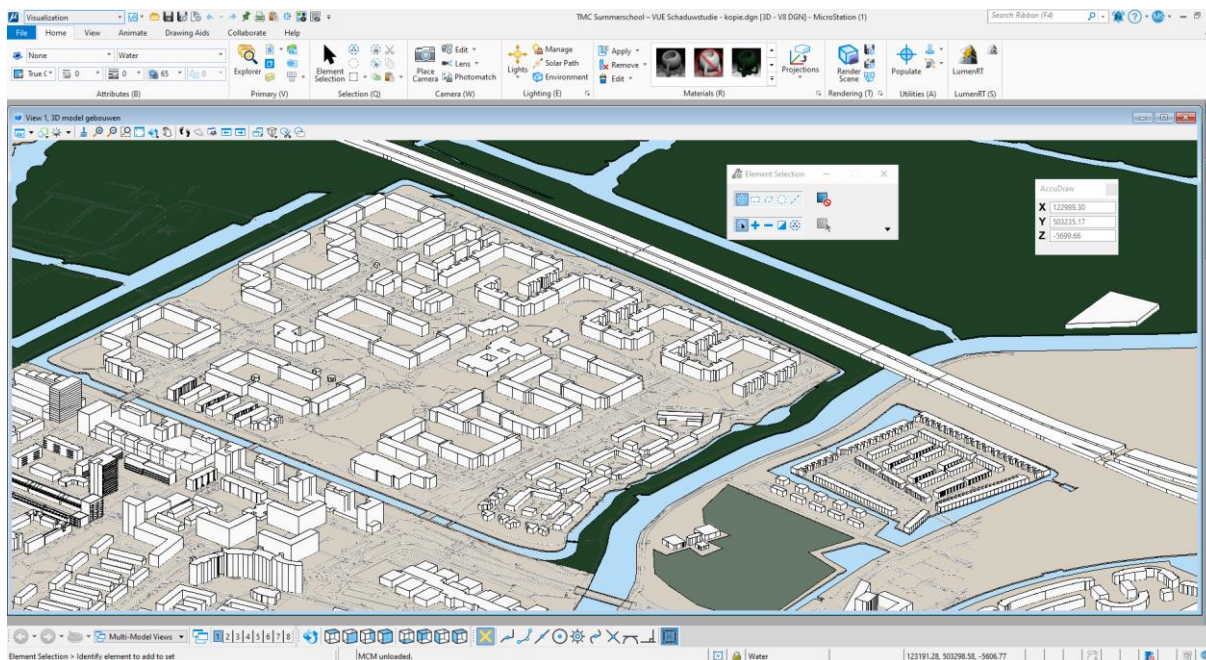 Visualization
TMC Summerschool – VUE Schaduwstudie - kopie.dgn [3D - V8 DGN] - MicroStation (1)
Search Ribbon (F4)
File Home View Animate Drawing Aids Collaborate Help
None Water
True C 0 0 65 0
Attributes (B)
Explorer
Primary (V)
Element Selection
Selection (Q)
Place Camera
Edit
Lens
Photomatch
Camera (W)
Lights
Manage
Solar Path
Environment
Lighting (E)
Apply
Remove
Edit
Materials (R)
Projections
Render Scene
Rendering (T)
Populate
Utilities (A)
LumenRT
LumenRT (S)
View 1, 3D model gebouwen
Element Selection
AccuDraw
X 122989.30
Y 503235.17
Z -5699.66
Multi-Model Views 1 2 3 4 5 6 7 8
Element Selection > Identify element to add to set
MCM unloaded.
Water
123191.28, 503298.58, -5606.77